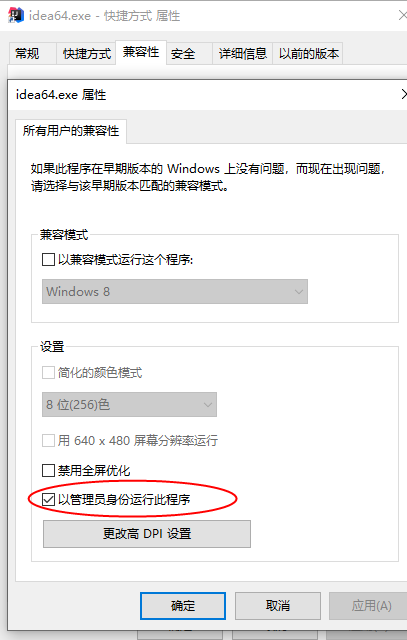 idea64.exe - 快捷方式 属性
常规 快捷方式 兼容性 安全 详细信息 以前的版本
idea64.exe 属性
所有用户的兼容性
如果此程序在早期版本的 Windows 上没有问题，而现在出现问题，
请选择与该早期版本匹配的兼容模式。
兼容模式
以兼容模式运行这个程序:
Windows 8
设置
简化的颜色模式
8 位(256)色
用 640 x 480 屏幕分辨率运行
禁用全屏优化
以管理员身份运行此程序
更改高 DPI 设置
确定 取消 应用(A)